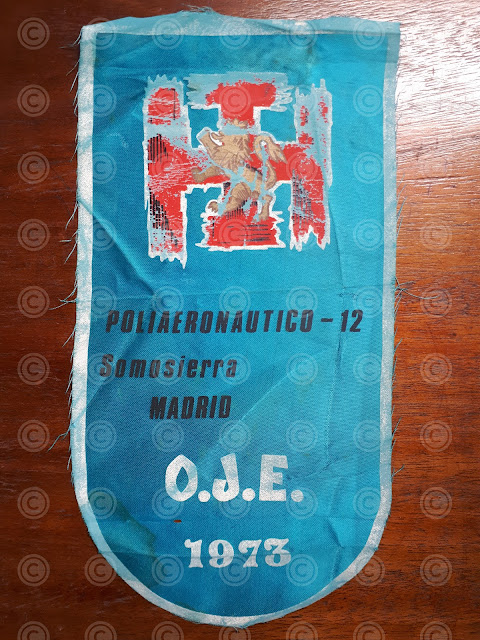 POLIAERONAUTICO - 12
Somosierra
MADRID
O.J.E.
1973